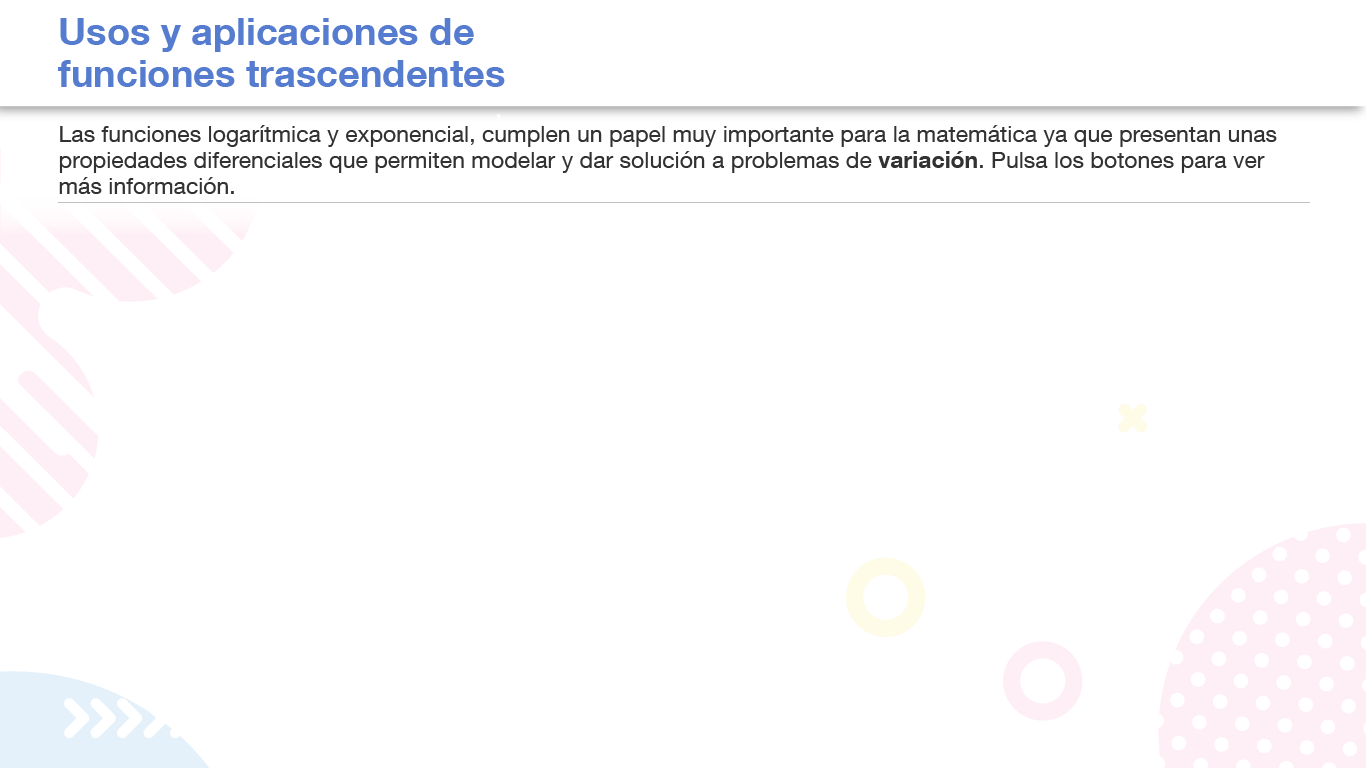 Usos y aplicaciones de
funciones trascendentes
Las funciones logarítmica y exponencial, cumplen un papel muy importante para la matemática ya que presentan unas
propiedades diferenciales que permiten modelar y dar solución a problemas de variación. Pulsa los botones para ver
más información.